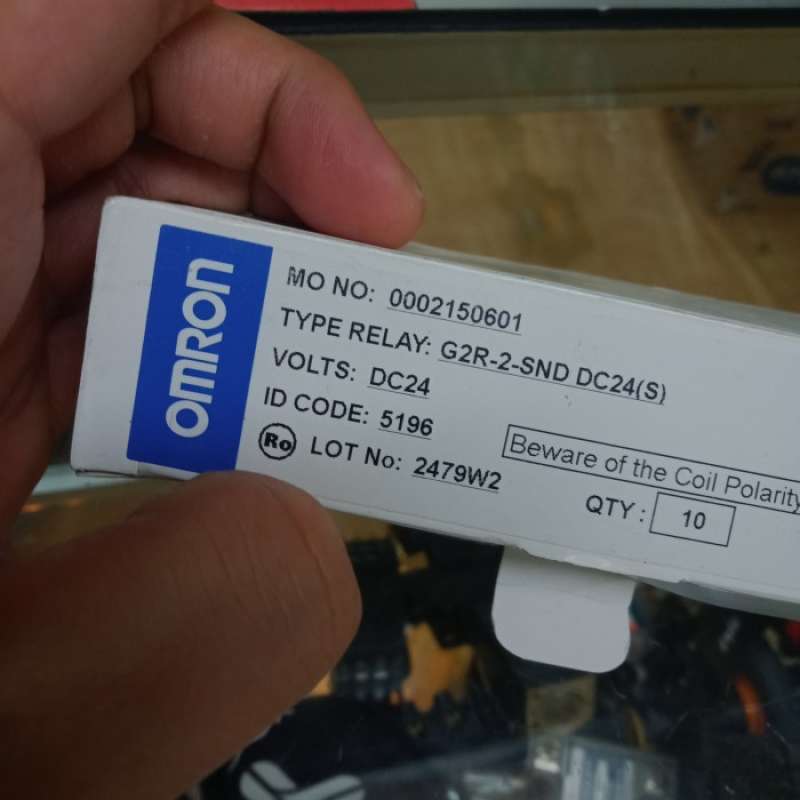 OMRON
MO NO: 0002150601
TYPE RELAY: G2R-2-SND DC24(S)
VOLTS: DC24
ID CODE: 5196
Ro LOT No: 2479W2
Beware of the Coil Polarity
QTY : 10